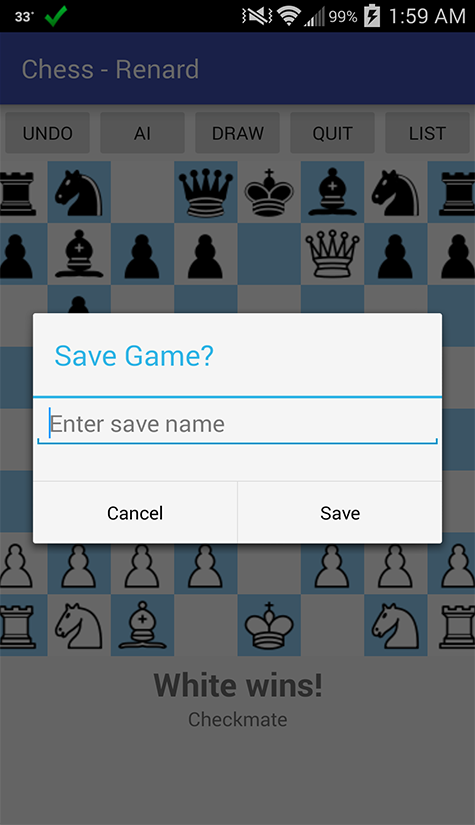 33° 99% 1:59 AM
Chess - Renard
UNDO AI DRAW QUIT LIST
Save Game?
Enter save name
Cancel Save
White wins!
Checkmate